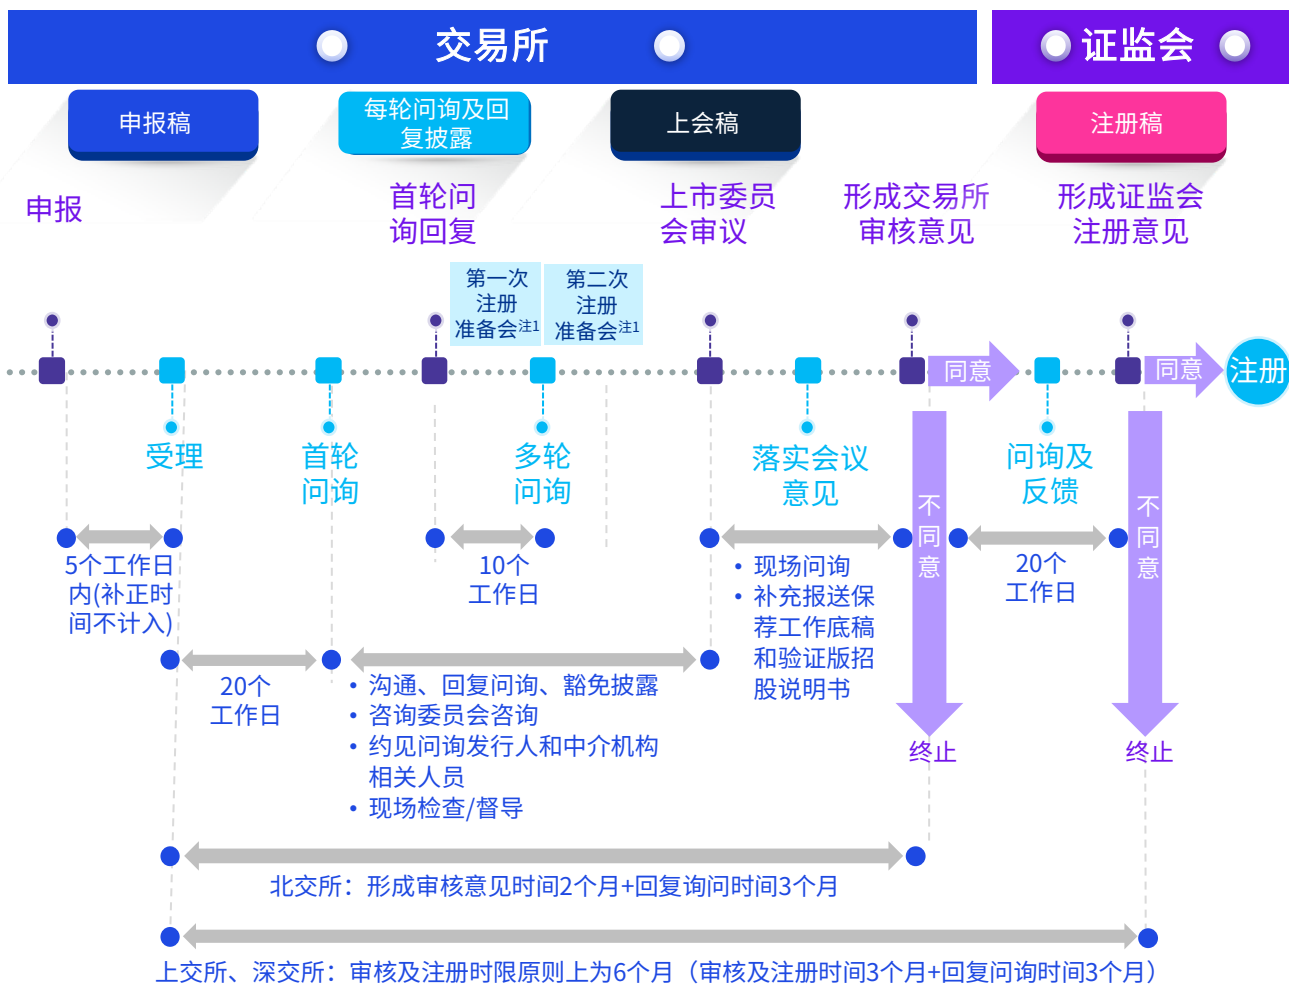 交易所
证监会
申报稿
每轮问询及回
复披露
上会稿
注册稿
申报
首轮问
询回复
上市委员
会审议
形成交易所
审核意见
形成证监会
注册意见
第一次
注册
准备会注1
第二次
注册
准备会注1
同意
同意
注册
受理
首轮
问询
多轮
问询
落实会议
意见
问询及
反馈
不
同
意
不
同
意
5个工作日
内(补正时
间不计入)
10个
工作日
• 现场问询
• 补充报送保
荐工作底稿
和验证版招
股说明书
20个
工作日
20个
工作日
• 沟通、回复问询、豁免披露
• 咨询委员会咨询
• 约见问询发行人和中介机构
相关人员
• 现场检查/督导
终止
终止
北交所：形成审核意见时间2个月+回复询问时间3个月
上交所、深交所：审核及注册时限原则上为6个月（审核及注册时间3个月+回复问询时间3个月）